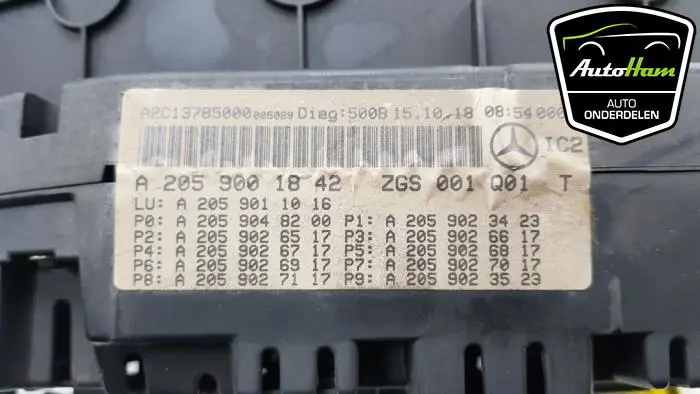 AutoHam
AUTO
ONDERDELEN
A2C13785000005089 Diag:500B 15.10.18 08:54000
IC2
A 205 900 18 42 ZGS 001 Q01 T
LU: A 205 901 10 16
P0: A 205 904 82 00 P1: A 205 902 34 23
P2: A 205 902 65 17 P3: A 205 902 66 17
P4: A 205 902 67 17 P5: A 205 902 68 17
P6: A 205 902 69 17 P7: A 205 902 70 17
P8: A 205 902 71 17 P9: A 205 902 35 23